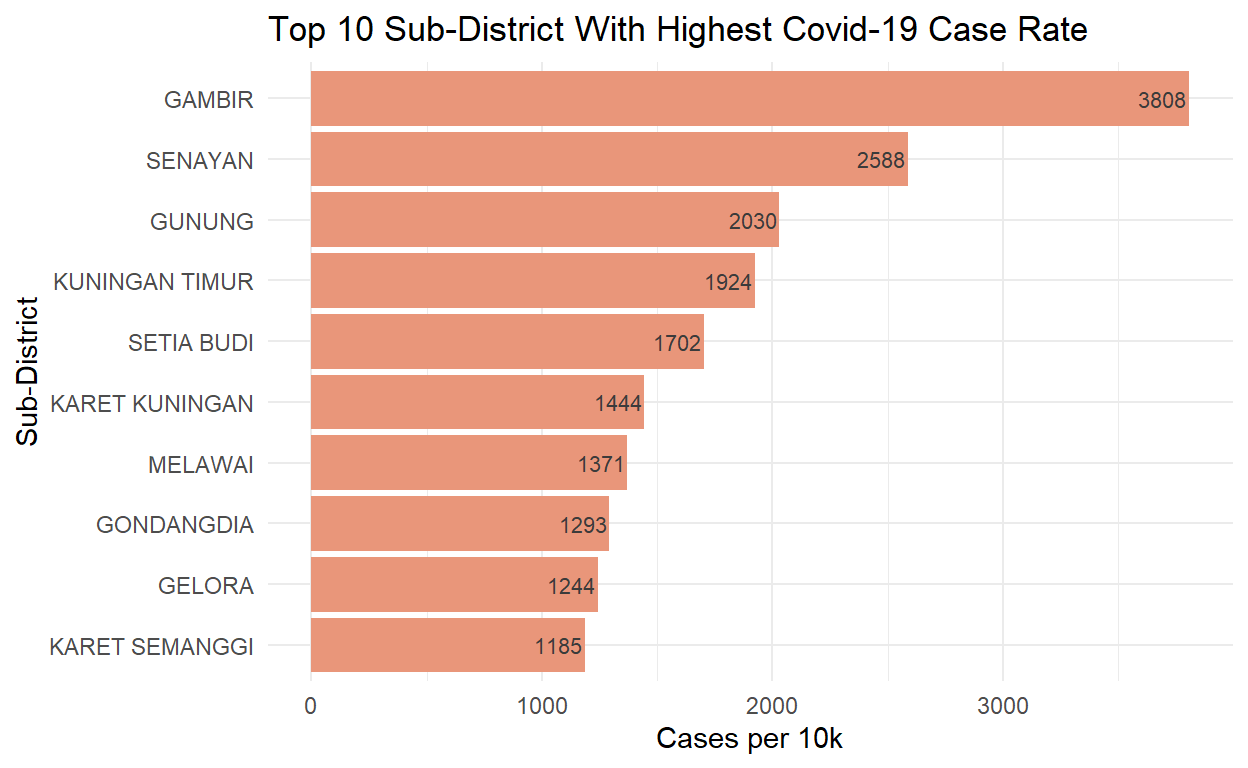 Top 10 Sub-District With Highest Covid-19 Case Rate
Sub-District
GAMBIR 3808
SENAYAN 2588
GUNUNG 2030
KUNINGAN TIMUR 1924
SETIA BUDI 1702
KARET KUNINGAN 1444
MELAWAI 1371
GONDANGDIA 1293
GELORA 1244
KARET SEMANGGI 1185
0 1000 2000 3000
Cases per 10k